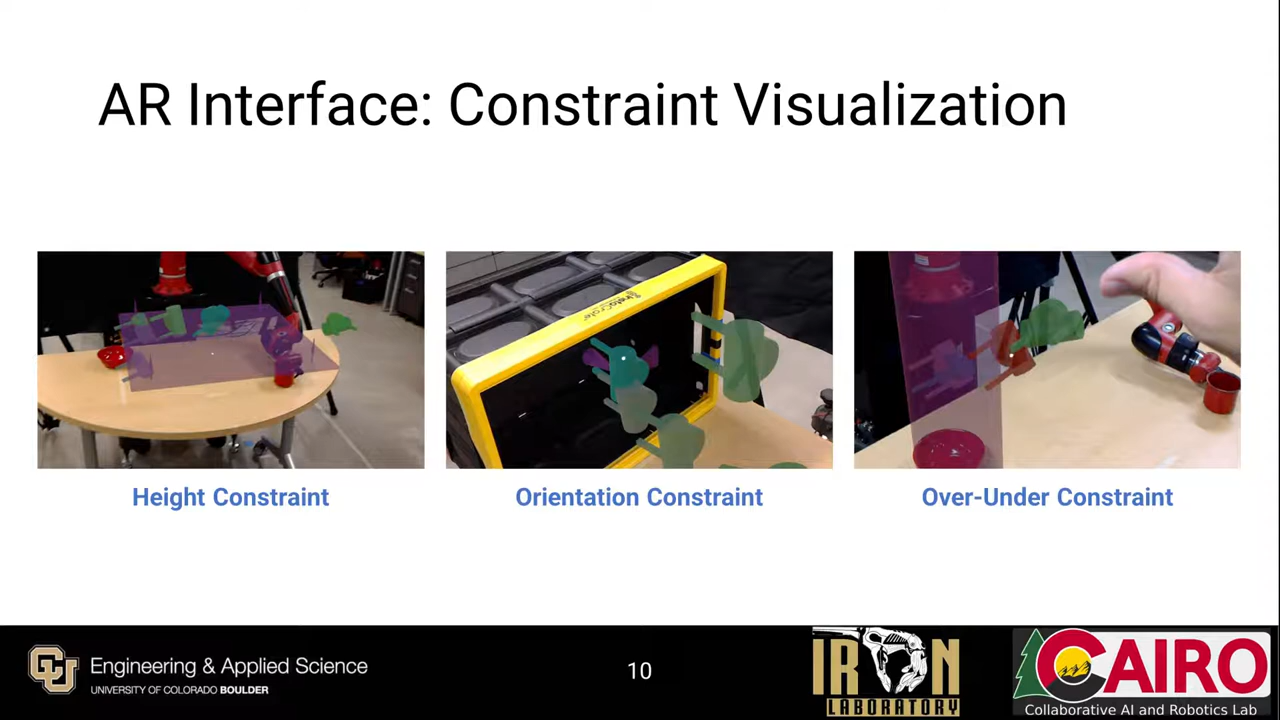 AR Interface: Constraint Visualization
Height Constraint
Orientation Constraint
Over-Under Constraint
CU
Engineering & Applied Science
UNIVERSITY OF COLORADO BOULDER
10
IRON
LABORATORY
CAIRO
Collaborative AI and Robotics Lab